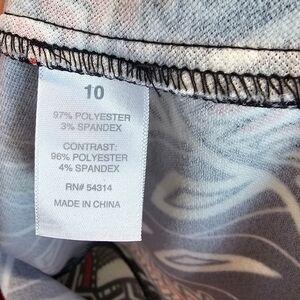 10
97% POLYESTER
3% SPANDEX
CONTRAST:
96% POLYESTER
4% SPANDEX
RN# 54314
MADE IN CHINA